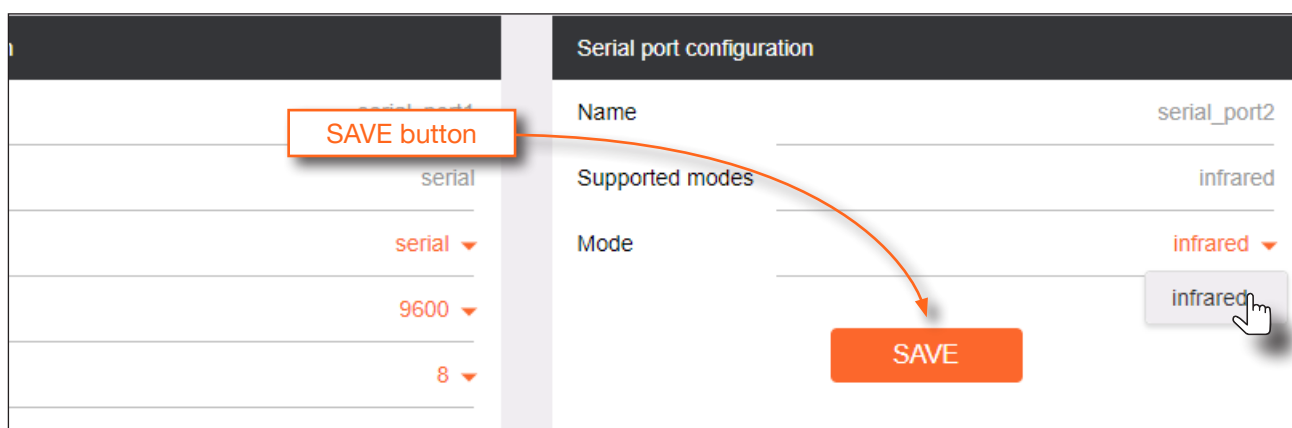 Serial port configuration
SAVE button
serial
serial
9600
8
Name serial_port2
Supported modes infrared
Mode infrared
infrared
SAVE